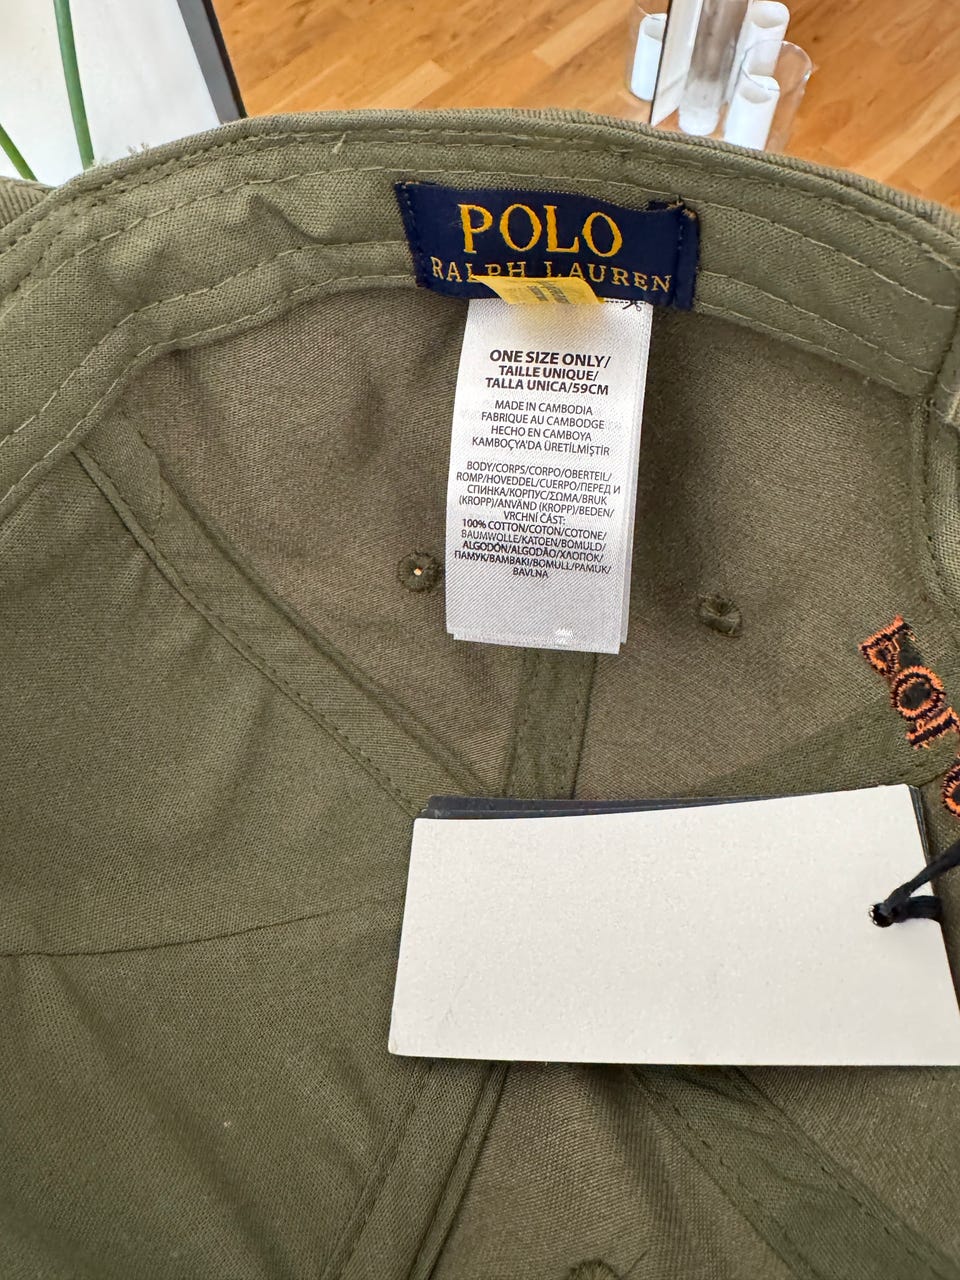 POLO
RALPH LAUREN
ONE SIZE ONLY/
TAILLE UNIQUE/
TALLA UNICA/59CM
MADE IN CAMBODIA
FABRIQUE AU CAMBODGE
HECHO EN CAMBOYA
KAMBOÇYA'DA ÜRETİLMİŞTİR
BODY/CORPS/CORPO/OBERTEIL/
ROMP/HOVEDDEL/CUERPO/ПЕРЕД И
СПИНКА/КОРПУС/ΣΩΜΑ/BRUK
(KROPP)/ANVÄND (KROPP)/BEDEN/
VRCHNÍ ČÁST:
100% COTTON/COTON/COTONE/
BAUMWOLLE/KATOEN/BOMULD/
ALGODÓN/ALGODÃO/ХЛОПОК/
ПАМУК/ΒΑΜΒΑΚΙ/BOMULL/PAMUK/
BAVLNA